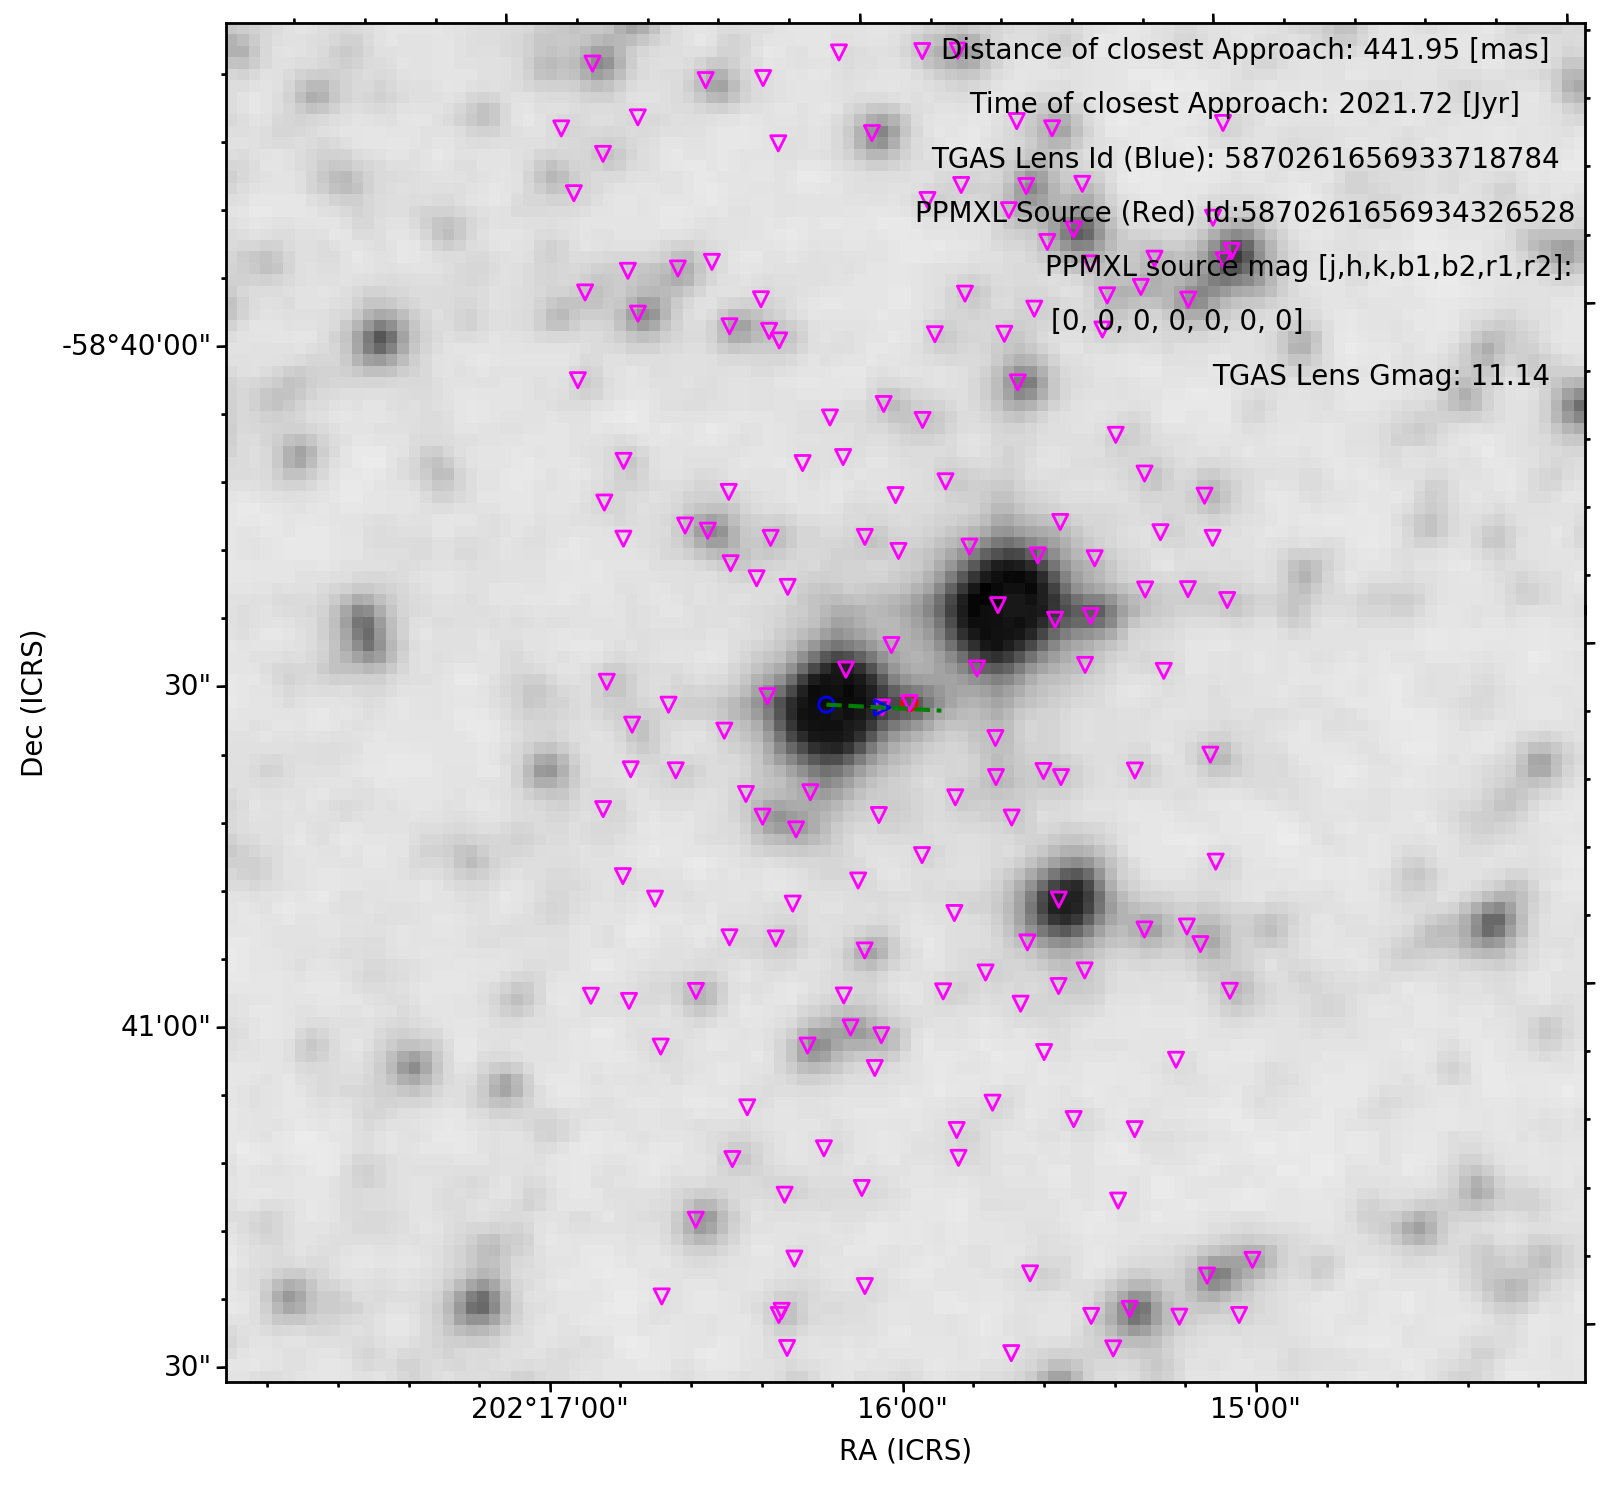 Distance of closest Approach: 441.95 [mas]
Time of closest Approach: 2021.72 [Jyr]
TGAS Lens Id (Blue): 5870261656933718784
PPMXL Source (Red) Id:5870261656934326528
PPMXL source mag [j,h,k,b1,b2,r1,r2]:
[0, 0, 0, 0, 0, 0, 0]
TGAS Lens Gmag: 11.14
-58°40'00"
30"
41'00"
30"
Dec (ICRS)
202°17'00" 16'00" 15'00"
RA (ICRS)